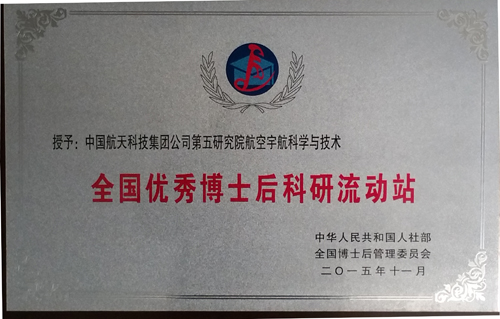 授予：中国航天科技集团公司第五研究院航空宇航科学与技术
全国优秀博士后科研流动站
中华人民共和国人社部
全国博士后管理委员会
二〇一五年十一月